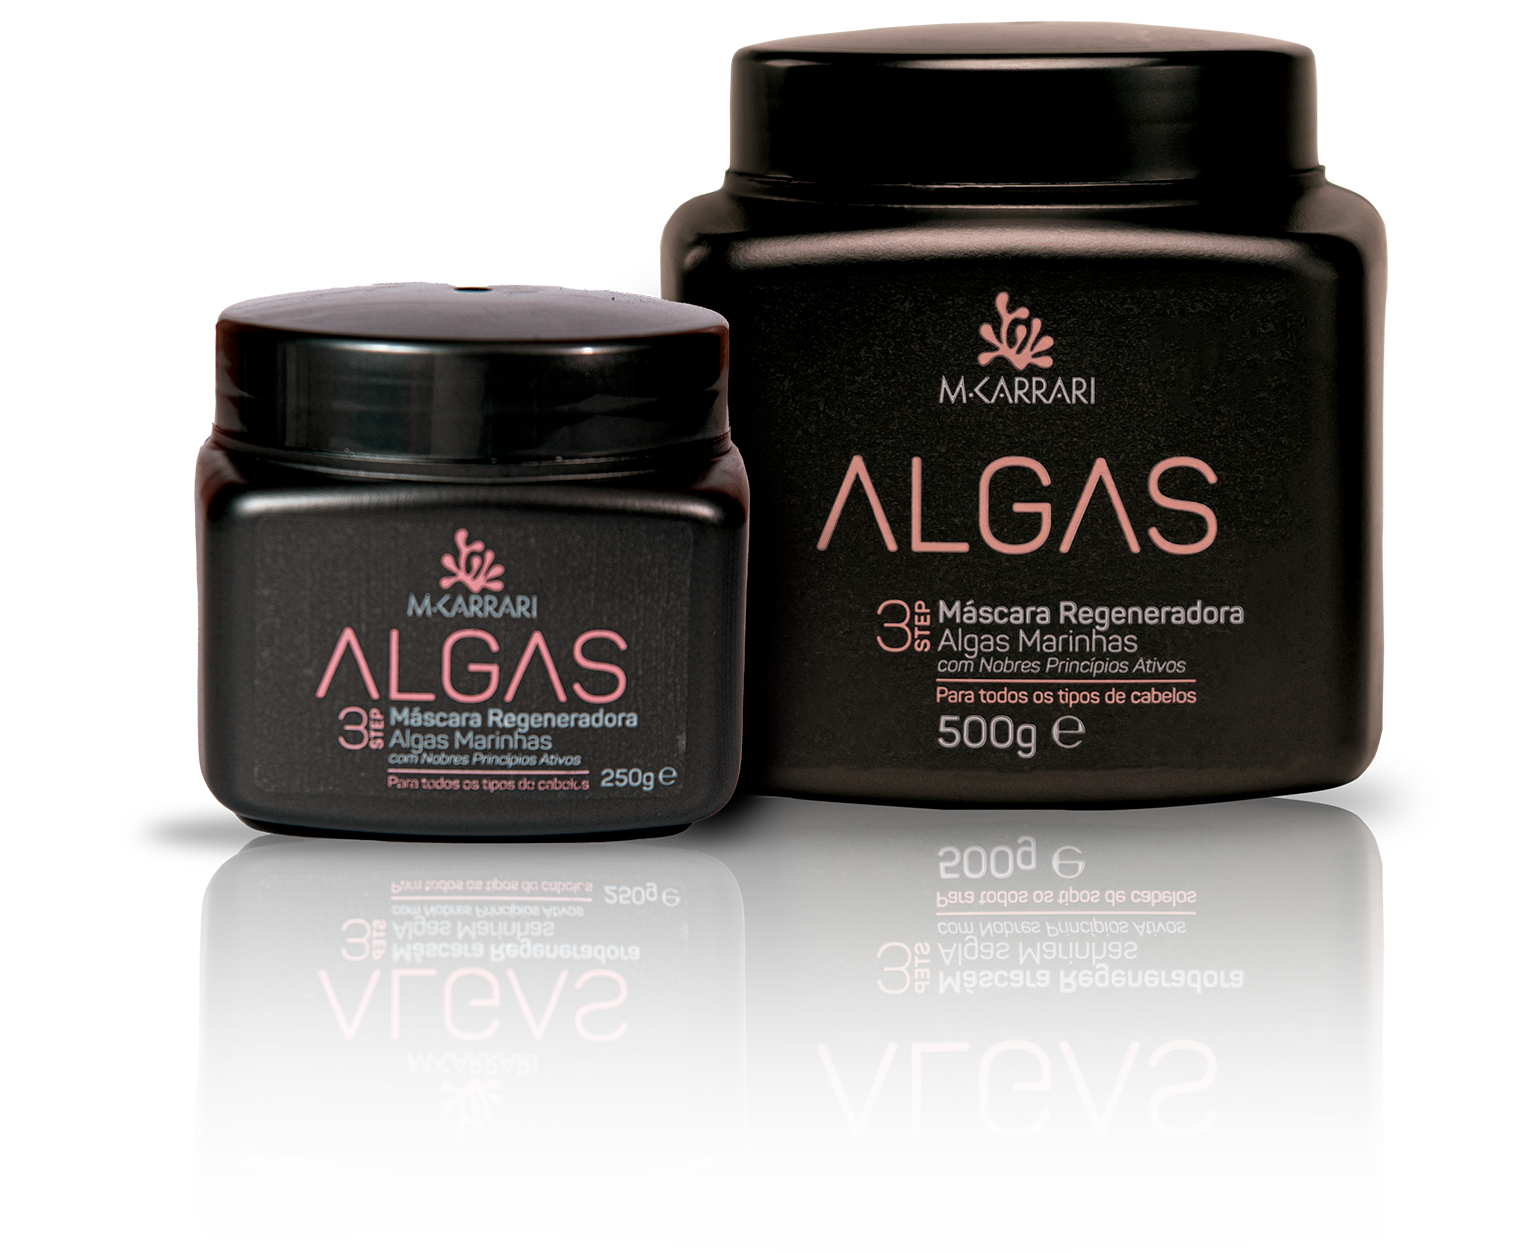 M·CARRARI
ALGAS
3 STEP
Máscara Regeneradora
Algas Marinhas
com Nobres Princípios Ativos
Para todos os tipos de cabelos
250g ℮
M·CARRARI
ALGAS
3 STEP
Máscara Regeneradora
Algas Marinhas
com Nobres Princípios Ativos
Para todos os tipos de cabelos
500g ℮